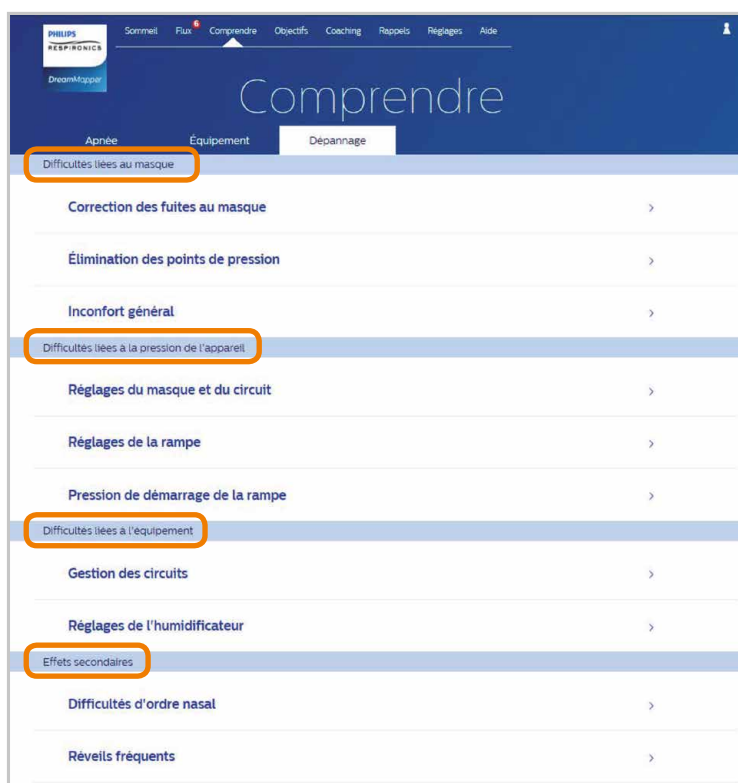 PHILIPS
RESPIRONICS
DreamMapper
Sommeil Flux 6 Comprendre Objectifs Coaching Rappels Réglages Aide
Comprendre
Apnée Équipement Dépannage
Difficultés liées au masque
Correction des fuites au masque
Élimination des points de pression
Inconfort général
Difficultés liées à la pression de l'appareil
Réglages du masque et du circuit
Réglages de la rampe
Pression de démarrage de la rampe
Difficultés liées à l'équipement
Gestion des circuits
Réglages de l'humidificateur
Effets secondaires
Difficultés d'ordre nasal
Réveils fréquents